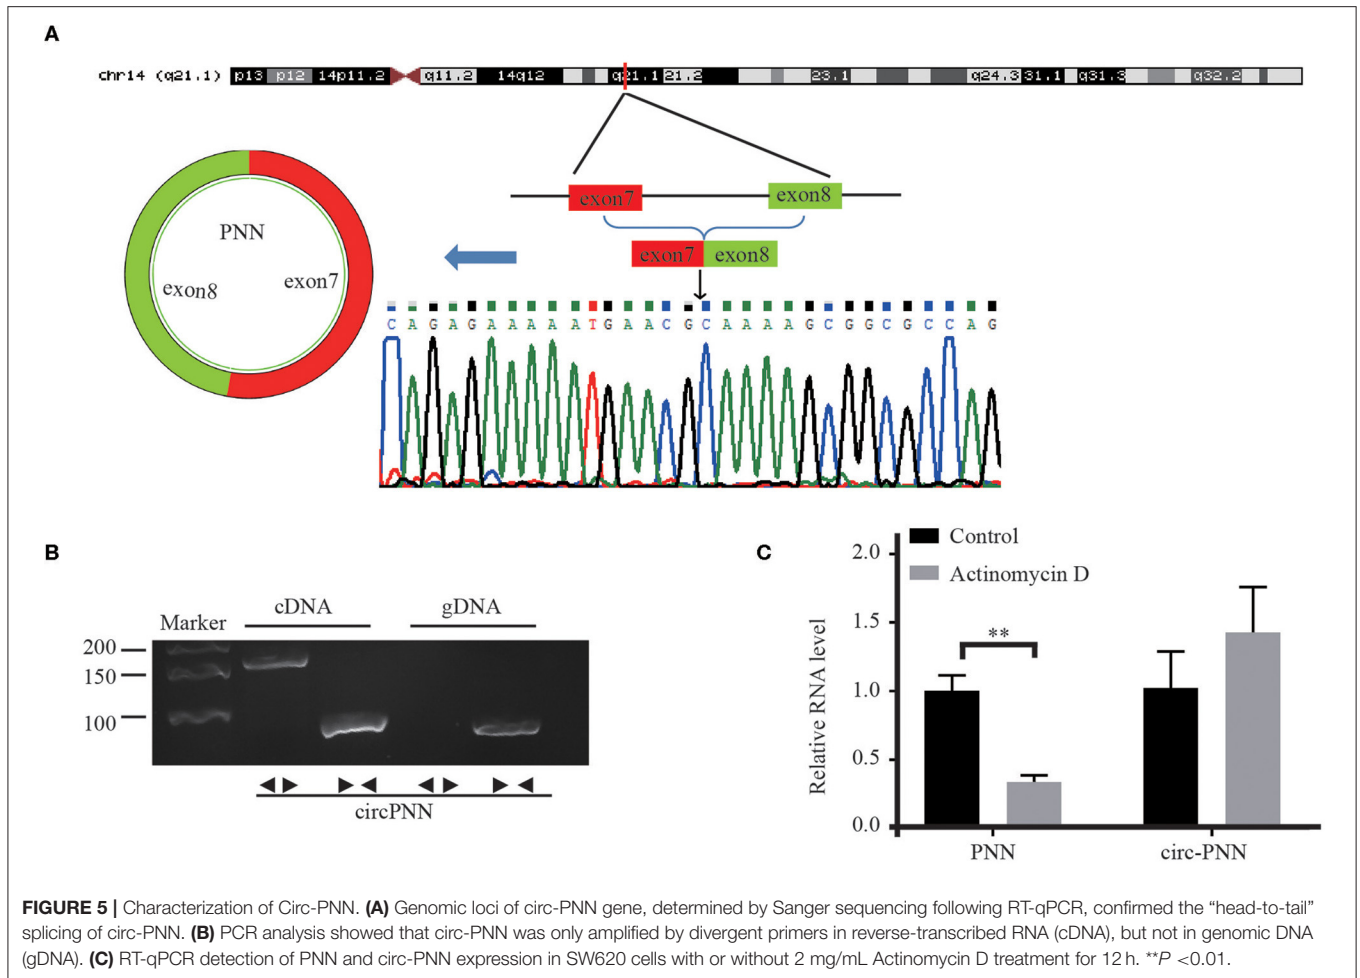 A
chr14 (q21.1) p13 p12 14p11.2 q11.2 14q12 q21.1 21.2 23.1 q24.3 31.1 q31.3 q32.2
exon7 exon8
PNN
exon8 exon7
exon7 exon8
C A G A G A A A A A T G A A C G C A A A A G C G G C G C C A G
B
cDNA gDNA
Marker
200
150
100
circPNN
C
Control
Actinomycin D
2.0
1.5
1.0
0.5
0.0
Relative RNA level
**
PNN circ-PNN
FIGURE 5 | Characterization of Circ-PNN. (A) Genomic loci of circ-PNN gene, determined by Sanger sequencing following RT-qPCR, confirmed the “head-to-tail”
splicing of circ-PNN. (B) PCR analysis showed that circ-PNN was only amplified by divergent primers in reverse-transcribed RNA (cDNA), but not in genomic DNA
(gDNA). (C) RT-qPCR detection of PNN and circ-PNN expression in SW620 cells with or without 2 mg/mL Actinomycin D treatment for 12 h. **P <0.01.